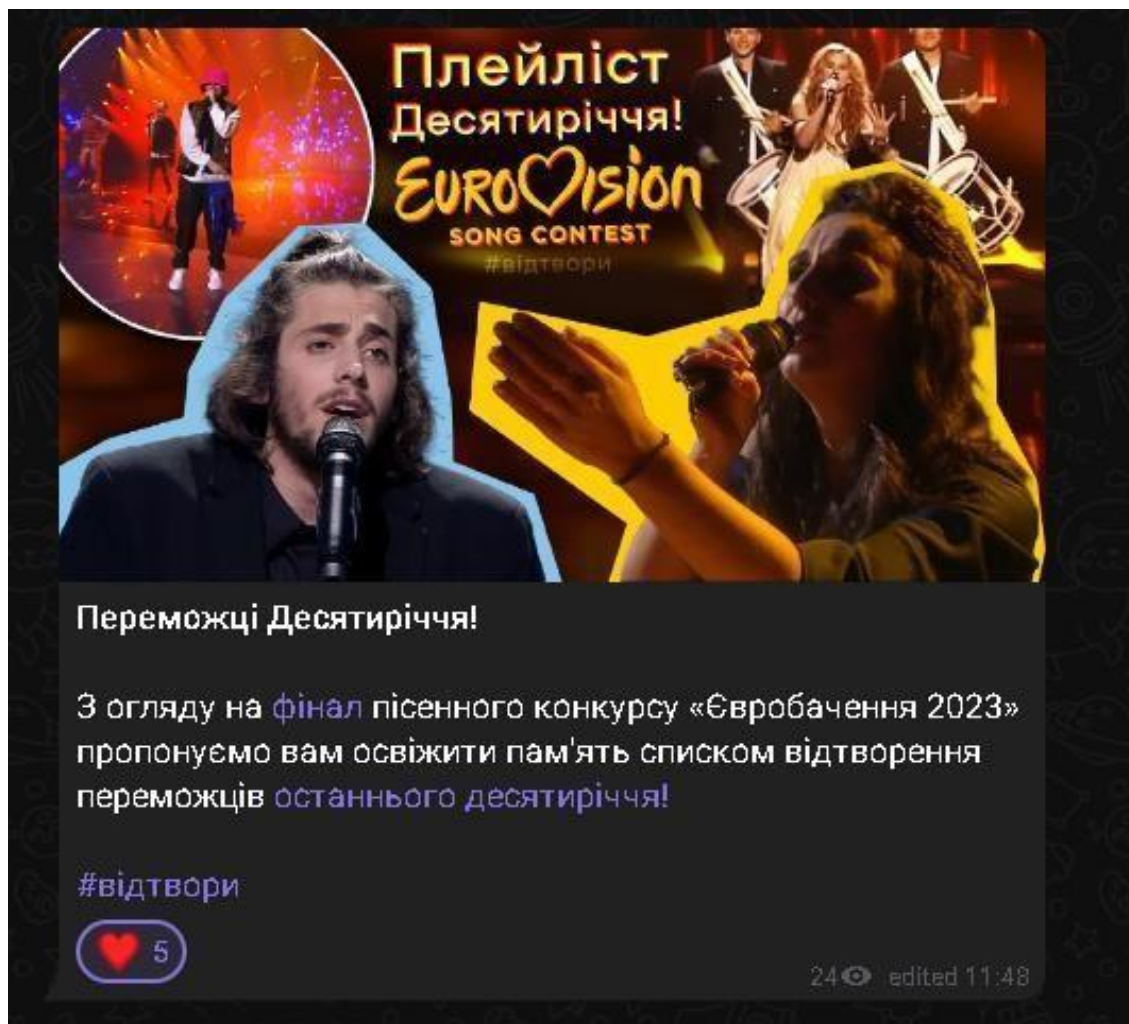 Плейліст
Десятиріччя!
EUROVISION
SONG CONTEST
#відтвори
Переможці Десятиріччя!
З огляду на фінал пісенного конкурсу «Євробачення 2023»
пропонуємо вам освіжити пам'ять списком відтворення
переможців останнього десятиріччя!
#відтвори
5
24 edited 11:48